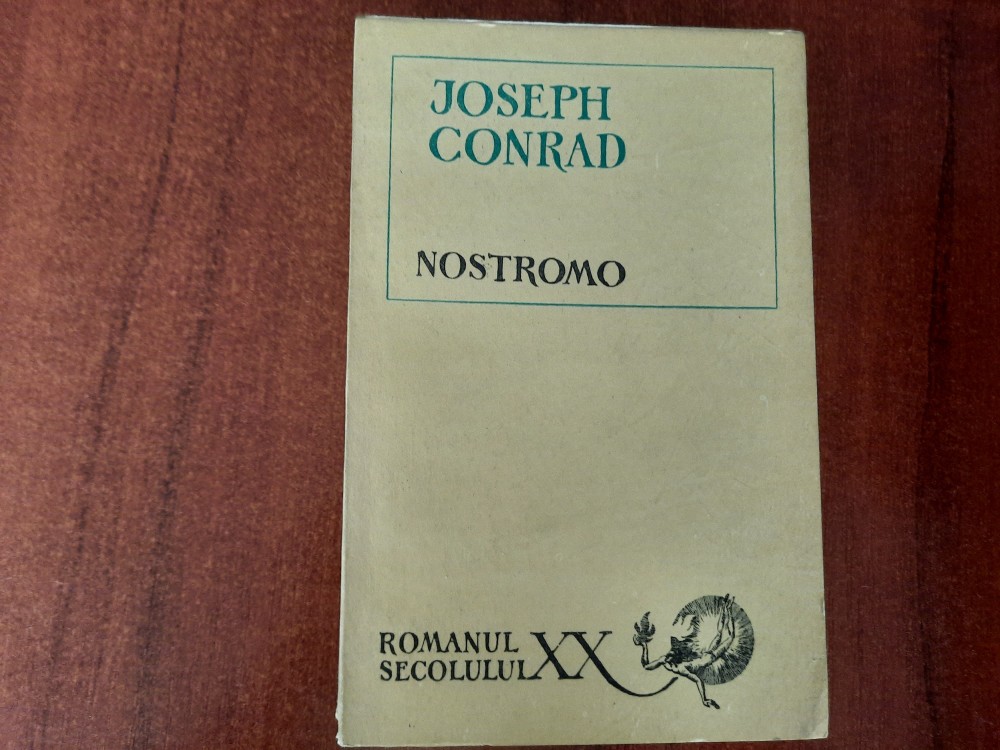 JOSEPH
CONRAD
NOSTROMO
ROMANUL
SECOLULUI XX